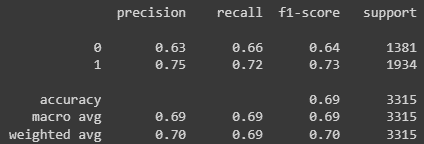 precision recall f1-score support
0 0.63 0.66 0.64 1381
1 0.75 0.72 0.73 1934
accuracy 0.69 3315
macro avg 0.69 0.69 0.69 3315
weighted avg 0.70 0.69 0.70 3315